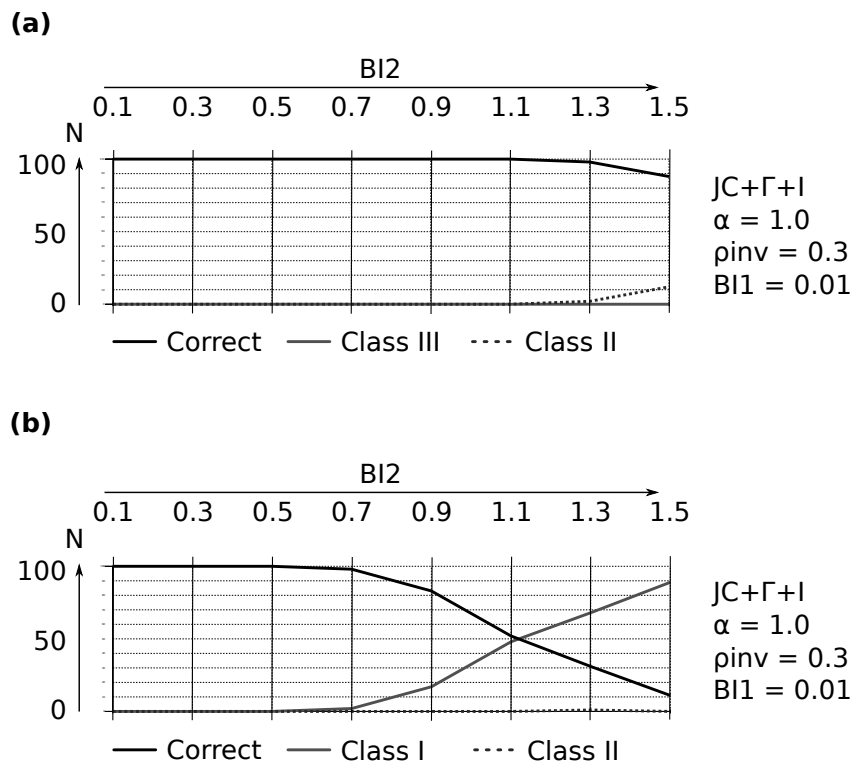 (a)
BI2
0.1 0.3 0.5 0.7 0.9 1.1 1.3 1.5
N
100
50
0
JC+Γ+I
α = 1.0
ρinv = 0.3
BI1 = 0.01
Correct Class III Class II
(b)
BI2
0.1 0.3 0.5 0.7 0.9 1.1 1.3 1.5
N
100
50
0
JC+Γ+I
α = 1.0
ρinv = 0.3
BI1 = 0.01
Correct Class I Class II